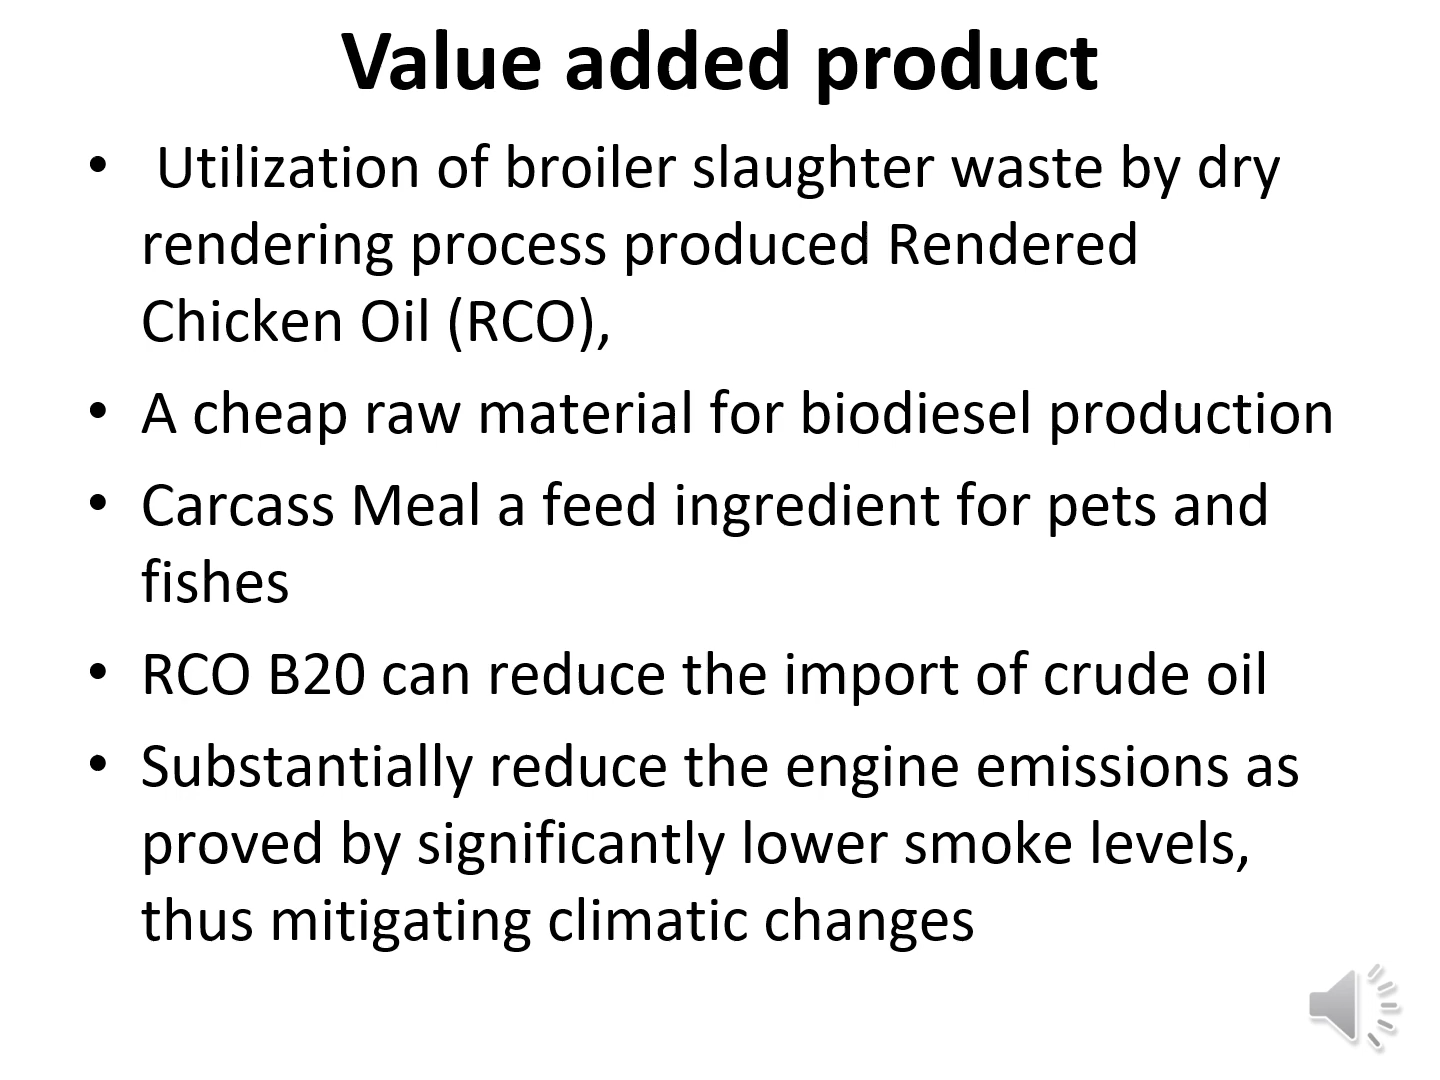 Value added product
• Utilization of broiler slaughter waste by dry
rendering process produced Rendered
Chicken Oil (RCO),
• A cheap raw material for biodiesel production
• Carcass Meal a feed ingredient for pets and
fishes
• RCO B20 can reduce the import of crude oil
• Substantially reduce the engine emissions as
proved by significantly lower smoke levels,
thus mitigating climatic changes